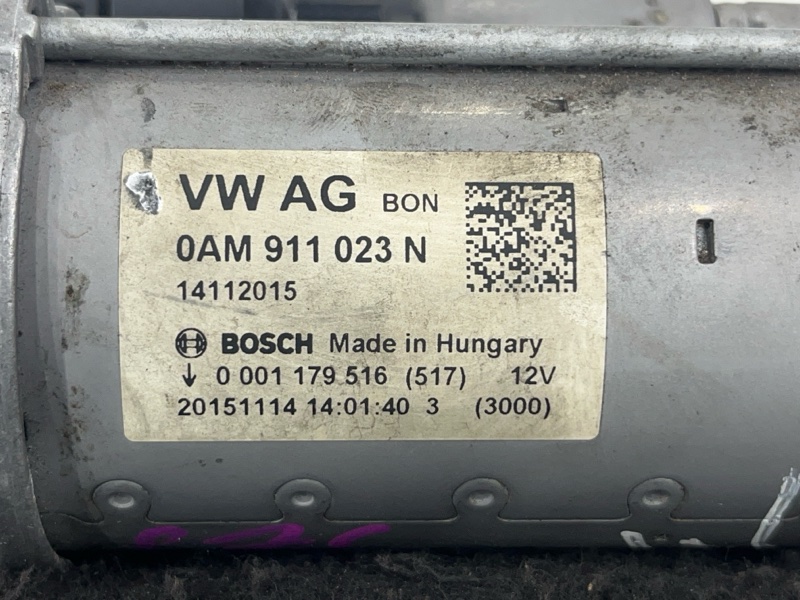 VW AG BON
0AM 911 023 N
14112015
BOSCH Made in Hungary
↓ 0 001 179 516 (517) 12V
20151114 14:01:40 3 (3000)